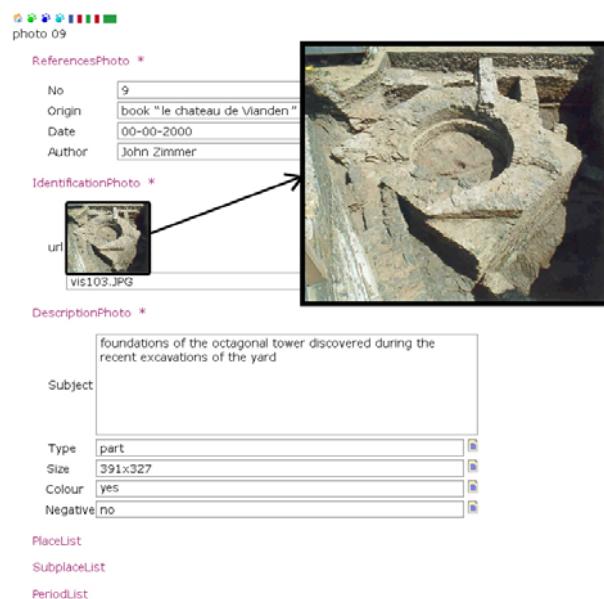 photo 09
ReferencesPhoto *
No 9
Origin book "le chateau de Vianden"
Date 00-00-2000
Author John Zimmer
IdentificationPhoto *
url
vis103.JPG
DescriptionPhoto *
foundations of the octagonal tower discovered during the
recent excavations of the yard
Subject
Type part
Size 391x327
Colour yes
Negative no
PlaceList
SubplaceList
PeriodList